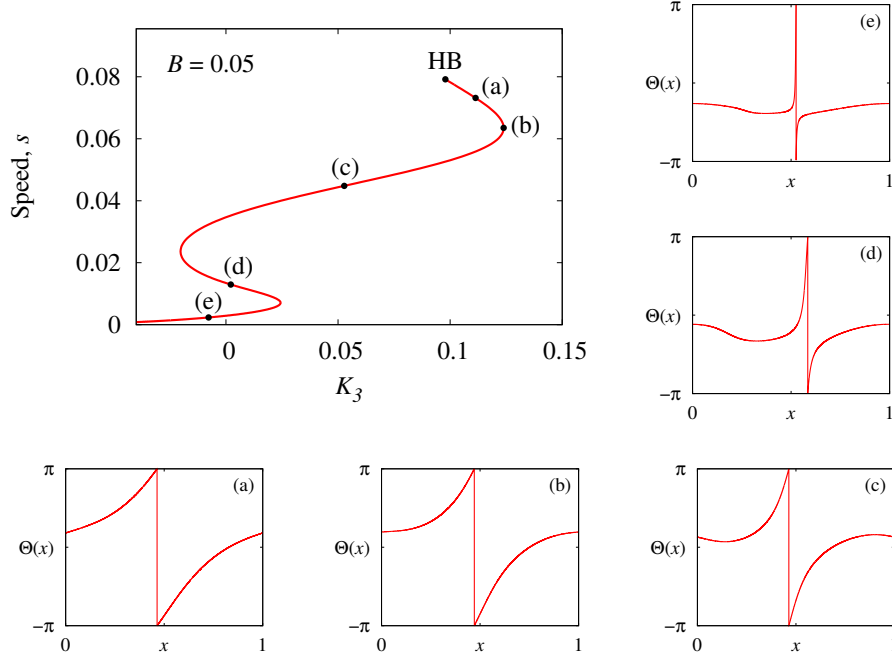 B = 0.05
Speed, s
0.08
0.06
0.04
0.02
0
HB
(a)
(b)
(c)
(d)
(e)
0
0.05
0.1
0.15
K3
π
(e)
Θ(x)
−π
0
x
1
π
(d)
Θ(x)
−π
0
x
1
π
(a)
Θ(x)
−π
0
x
1
π
(b)
Θ(x)
−π
0
x
1
π
(c)
Θ(x)
−π
0
x
1